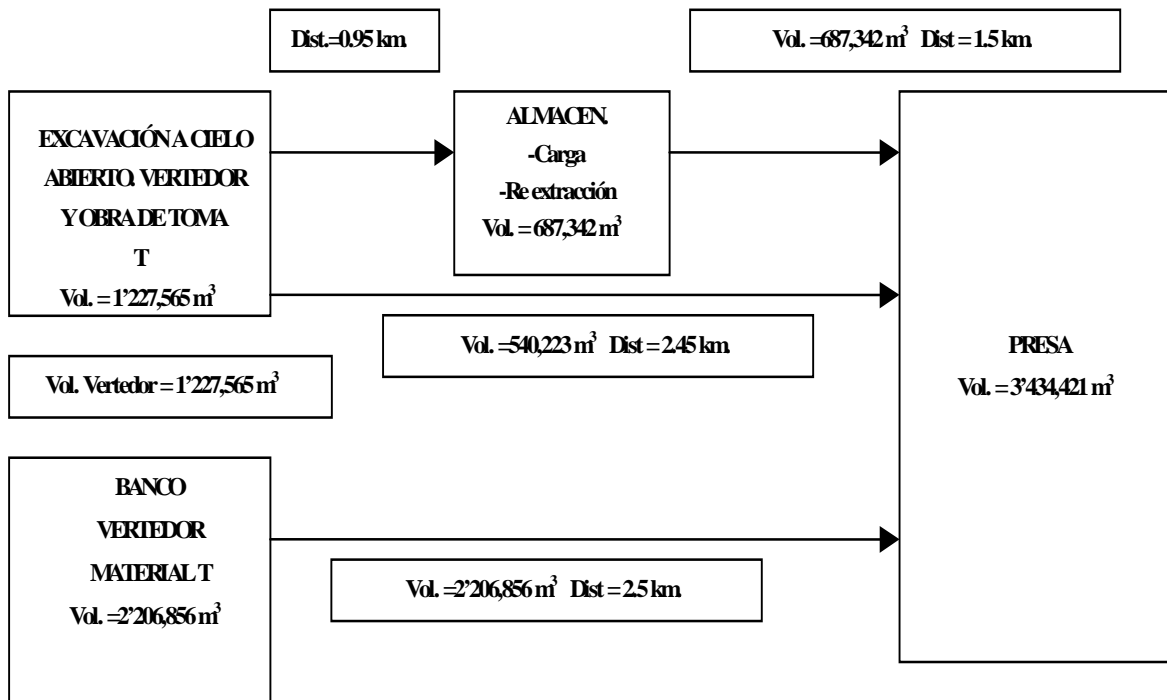 Dist.=0.95 km.
Vol. =687,342 m³ Dist = 1.5 km.
EXCAVACIÓN A CIELO
ABIERTO. VERTEDOR
Y OBRA DE TOMA
T
Vol. = 1'227,565 m³
ALMACEN.
-Carga
-Re extracción
Vol. = 687,342 m³
Vol. =540,223 m³ Dist = 2.45 km.
PRESA
Vol. = 3'434,421 m³
Vol. Vertedor = 1'227,565 m³
BANCO
VERTEDOR
MATERIAL T
Vol. =2'206,856 m³
Vol. =2'206,856 m³ Dist = 2.5 km.